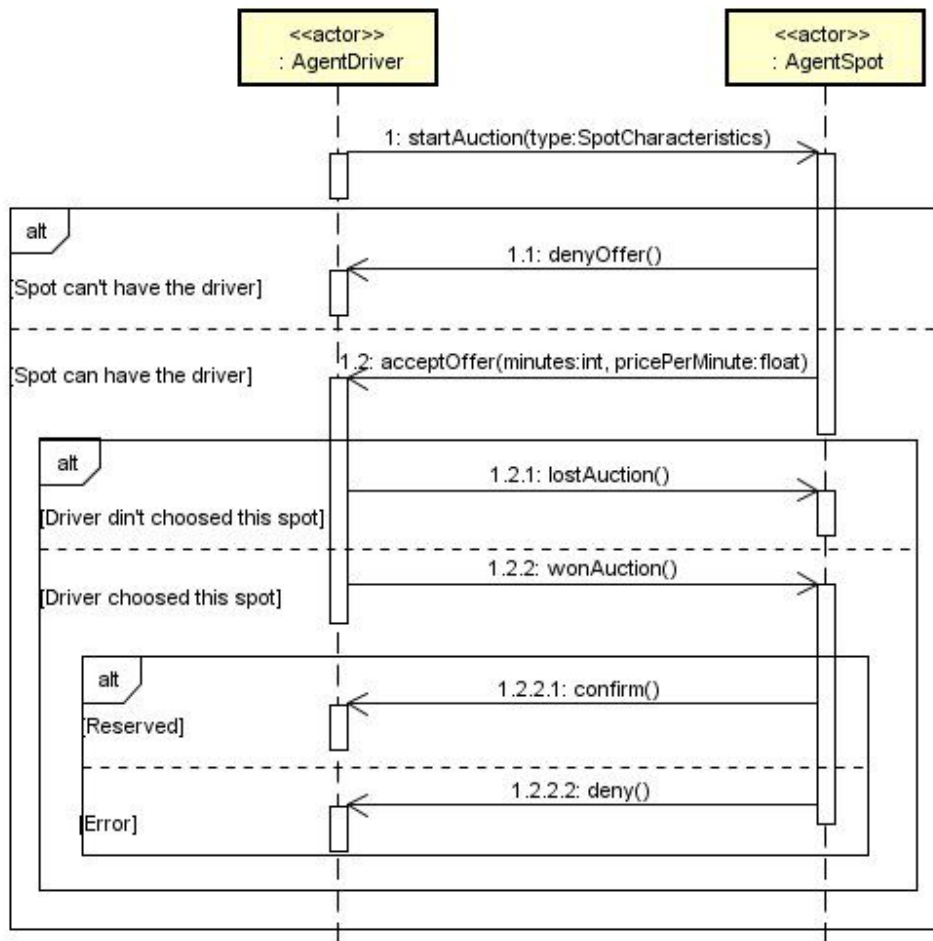 <<actor>>
: AgentDriver
<<actor>>
: AgentSpot
1: startAuction(type:SpotCharacteristics)
alt
1.1: denyOffer()
[Spot can't have the driver]
1.2: acceptOffer(minutes:int, pricePerMinute:float)
[Spot can have the driver]
alt
1.2.1: lostAuction()
[Driver din't choosed this spot]
1.2.2: wonAuction()
[Driver choosed this spot]
alt
1.2.2.1: confirm()
[Reserved]
1.2.2.2: deny()
[Error]